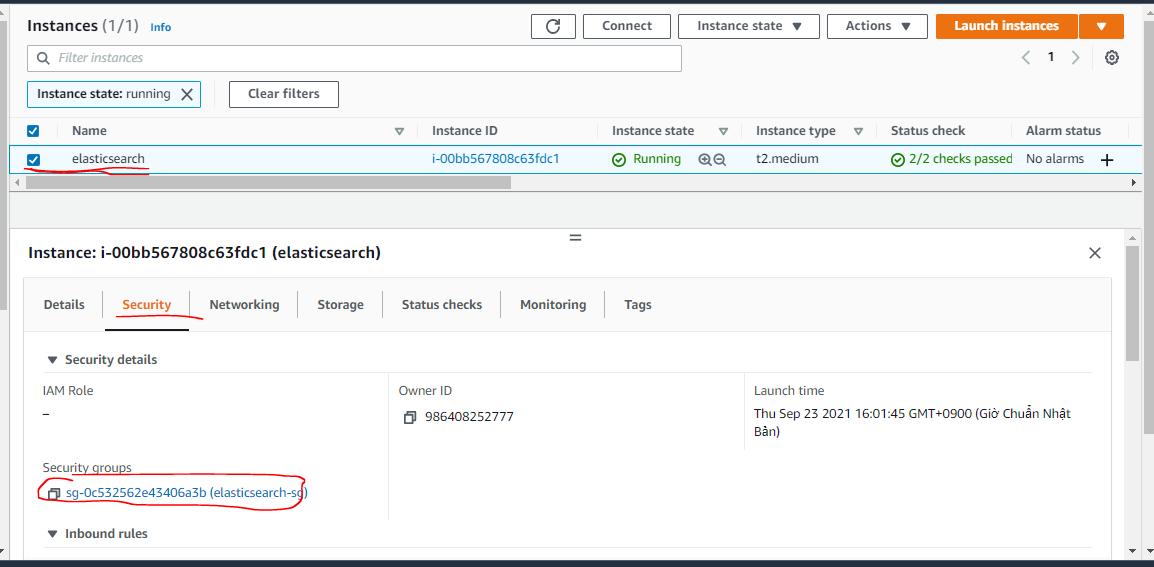 Instances (1/1) Info
Connect Instance state Actions Launch instances
Filter instances
1
Instance state: running Clear filters
Name Instance ID Instance state Instance type Status check Alarm status
elasticsearch i-00bb567808c63fdc1 Running t2.medium 2/2 checks passed No alarms +
Instance: i-00bb567808c63fdc1 (elasticsearch)
Details Security Networking Storage Status checks Monitoring Tags
Security details
IAM Role Owner ID Launch time
– 986408252777 Thu Sep 23 2021 16:01:45 GMT+0900 (Giờ Chuẩn Nhật
Bản)
Security groups
sg-0c532562e43406a3b (elasticsearch-sg)
Inbound rules